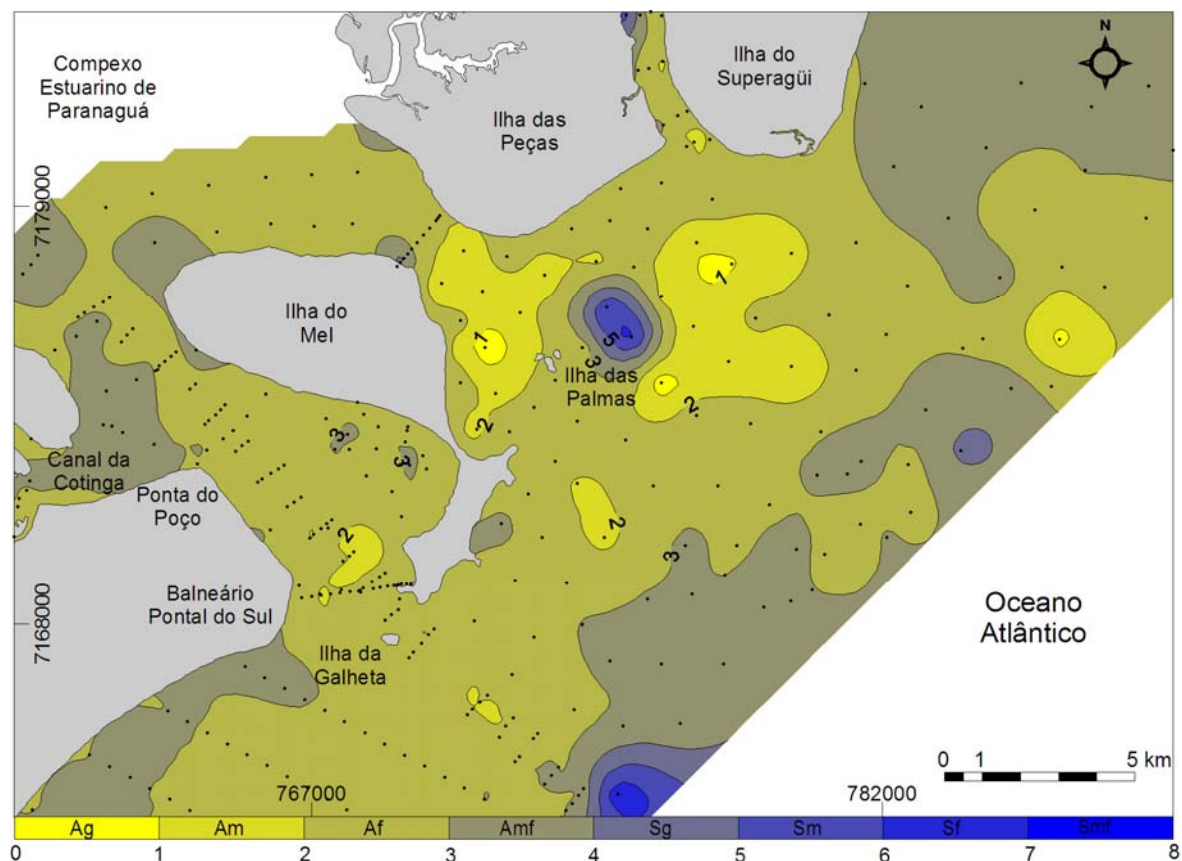 N
Compexo
Estuarino de
Paranaguá
Ilha do
Superagüi
Ilha das
Peças
7179000
1
Ilha do
Mel
1
5
3
Ilha das
Palmas
2
2
3
3
Canal da
Cotinga
Ponta do
Poço
2
2
3
Balneário
Pontal do Sul
Oceano
Atlântico
7168000
Ilha da
Galheta
0 1 5 km
767000
782000
Ag Am Af Amf Sg Sm Sf Smf
0 1 2 3 4 5 6 7 8